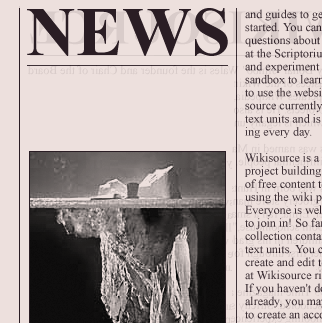 NEWS
and guides to ge
started. You can
questions about
at the Scriptoriu
and experiment
sandbox to learn
to use the websi
source currently
text units and is
ing every day.
Wikisource is a
project building
of free content t
using the wiki p
Everyone is wel
to join in! So far
collection conta
text units. You c
create and edit t
at Wikisource ri
If you haven't do
already, you may
to create an acco